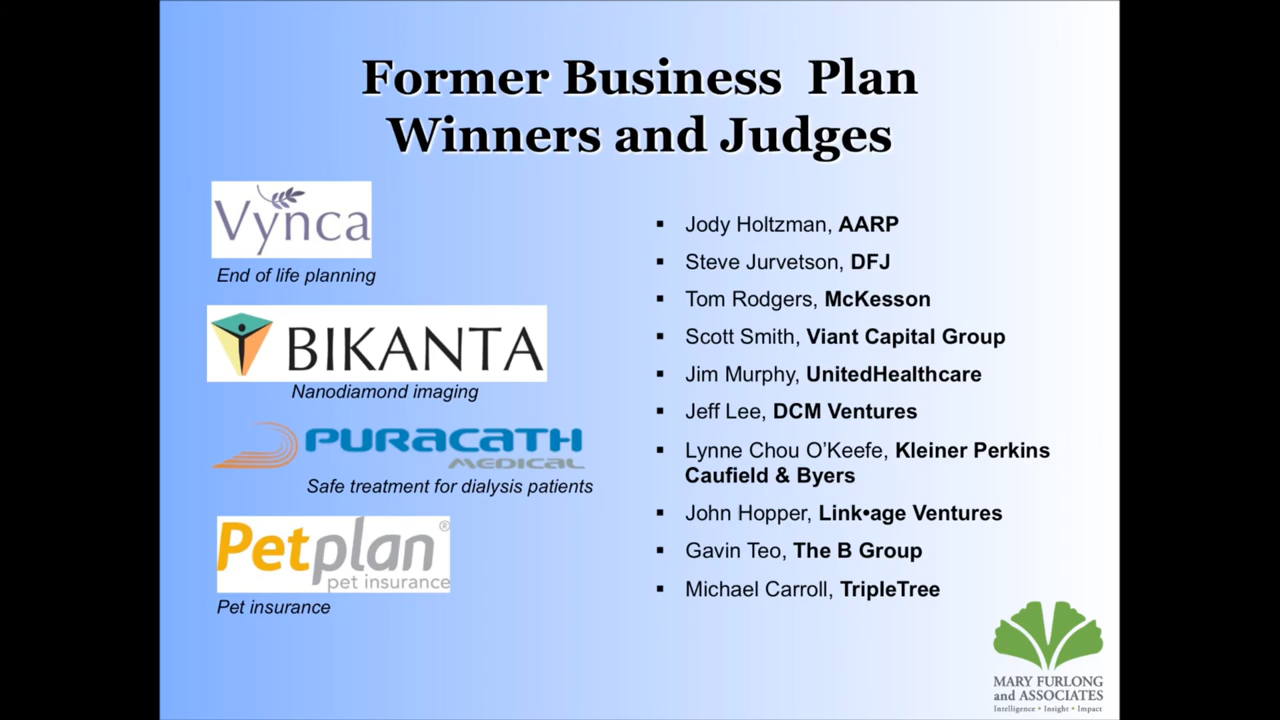 Former Business Plan
Winners and Judges
Vynca
End of life planning
BIKANTA
Nanodiamond imaging
PURACATH
MEDICAL
Safe treatment for dialysis patients
Petplan®
pet insurance
Pet insurance
▪ Jody Holtzman, AARP
▪ Steve Jurvetson, DFJ
▪ Tom Rodgers, McKesson
▪ Scott Smith, Viant Capital Group
▪ Jim Murphy, UnitedHealthcare
▪ Jeff Lee, DCM Ventures
▪ Lynne Chou O’Keefe, Kleiner Perkins
Caufield & Byers
▪ John Hopper, Link•age Ventures
▪ Gavin Teo, The B Group
▪ Michael Carroll, TripleTree
MARY FURLONG
and ASSOCIATES
Intelligence • Insight • Impact